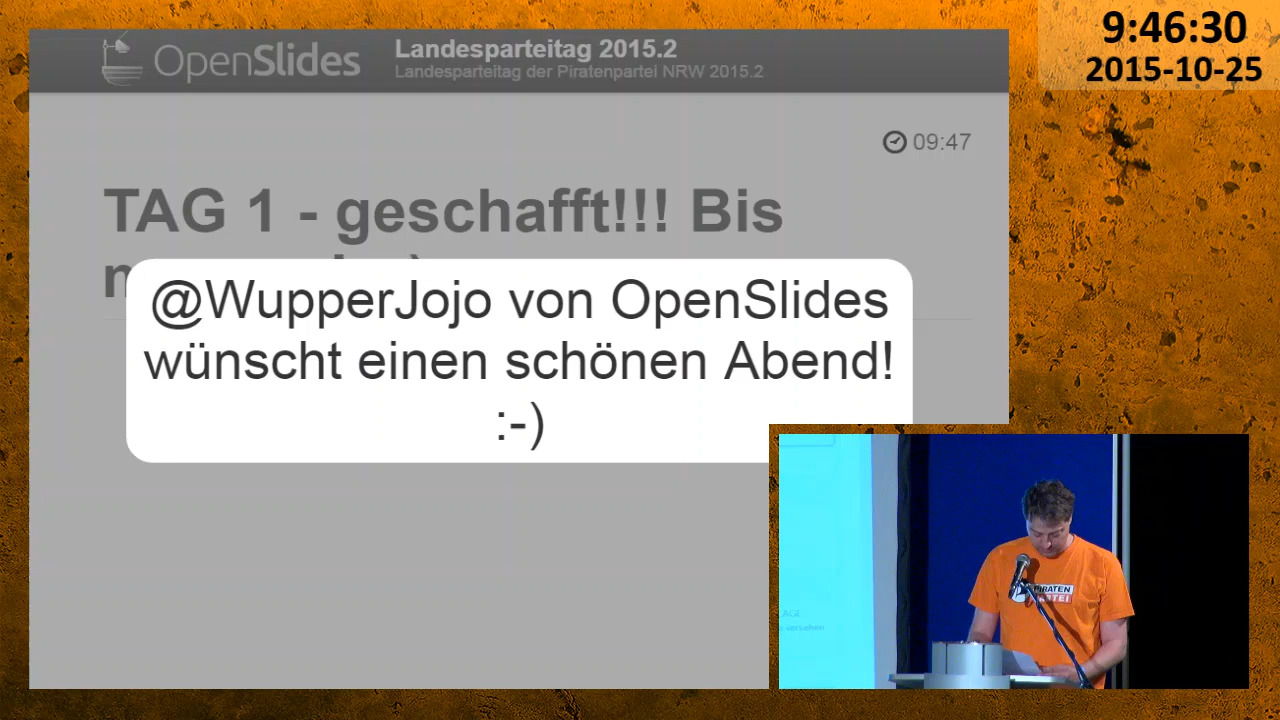 9:46:30
2015-10-25
OpenSlides
Landesparteitag 2015.2
Landesparteitag der Piratenpartei NRW 2015.2
09:47
TAG 1 - geschafft!!! Bis
@WupperJojo von OpenSlides
wünscht einen schönen Abend!
:-)
PIRATEN